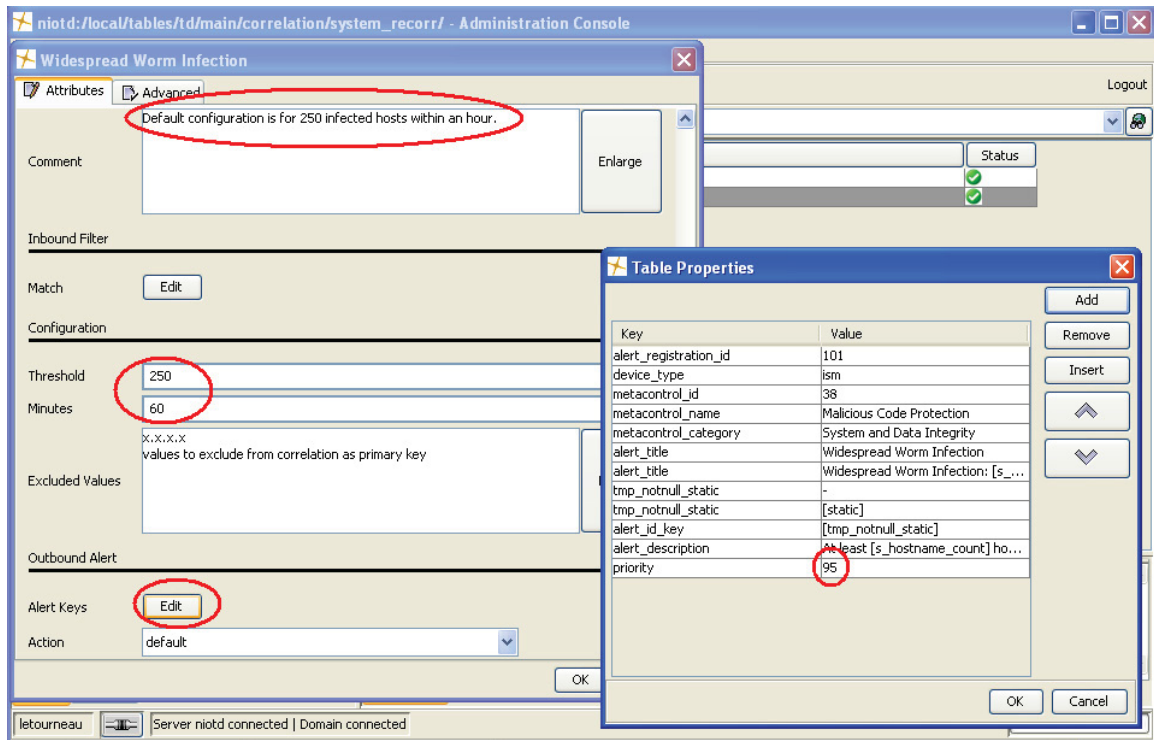 niotd:/local/tables/td/main/correlation/system_recorr/ - Administration Console
Widespread Worm Infection
Attributes
Advanced
Logout
Comment
Default configuration is for 250 infected hosts within an hour.
Enlarge
Status
Inbound Filter
Match
Edit
Configuration
Threshold
250
Minutes
60
Excluded Values
x.x.x.x
values to exclude from correlation as primary key
Outbound Alert
Alert Keys
Edit
Action
default
OK
Table Properties
Key Value
alert_registration_id 101
device_type ism
metacontrol_id 38
metacontrol_name Malicious Code Protection
metacontrol_category System and Data Integrity
alert_title Widespread Worm Infection
alert_title Widespread Worm Infection: [s_...
tmp_notnull_static -
tmp_notnull_static [static]
alert_id_key [tmp_notnull_static]
alert_description At least [s_hostname_count] ho...
priority 95
Add
Remove
Insert
OK
Cancel
letourneau
Server niotd connected | Domain connected